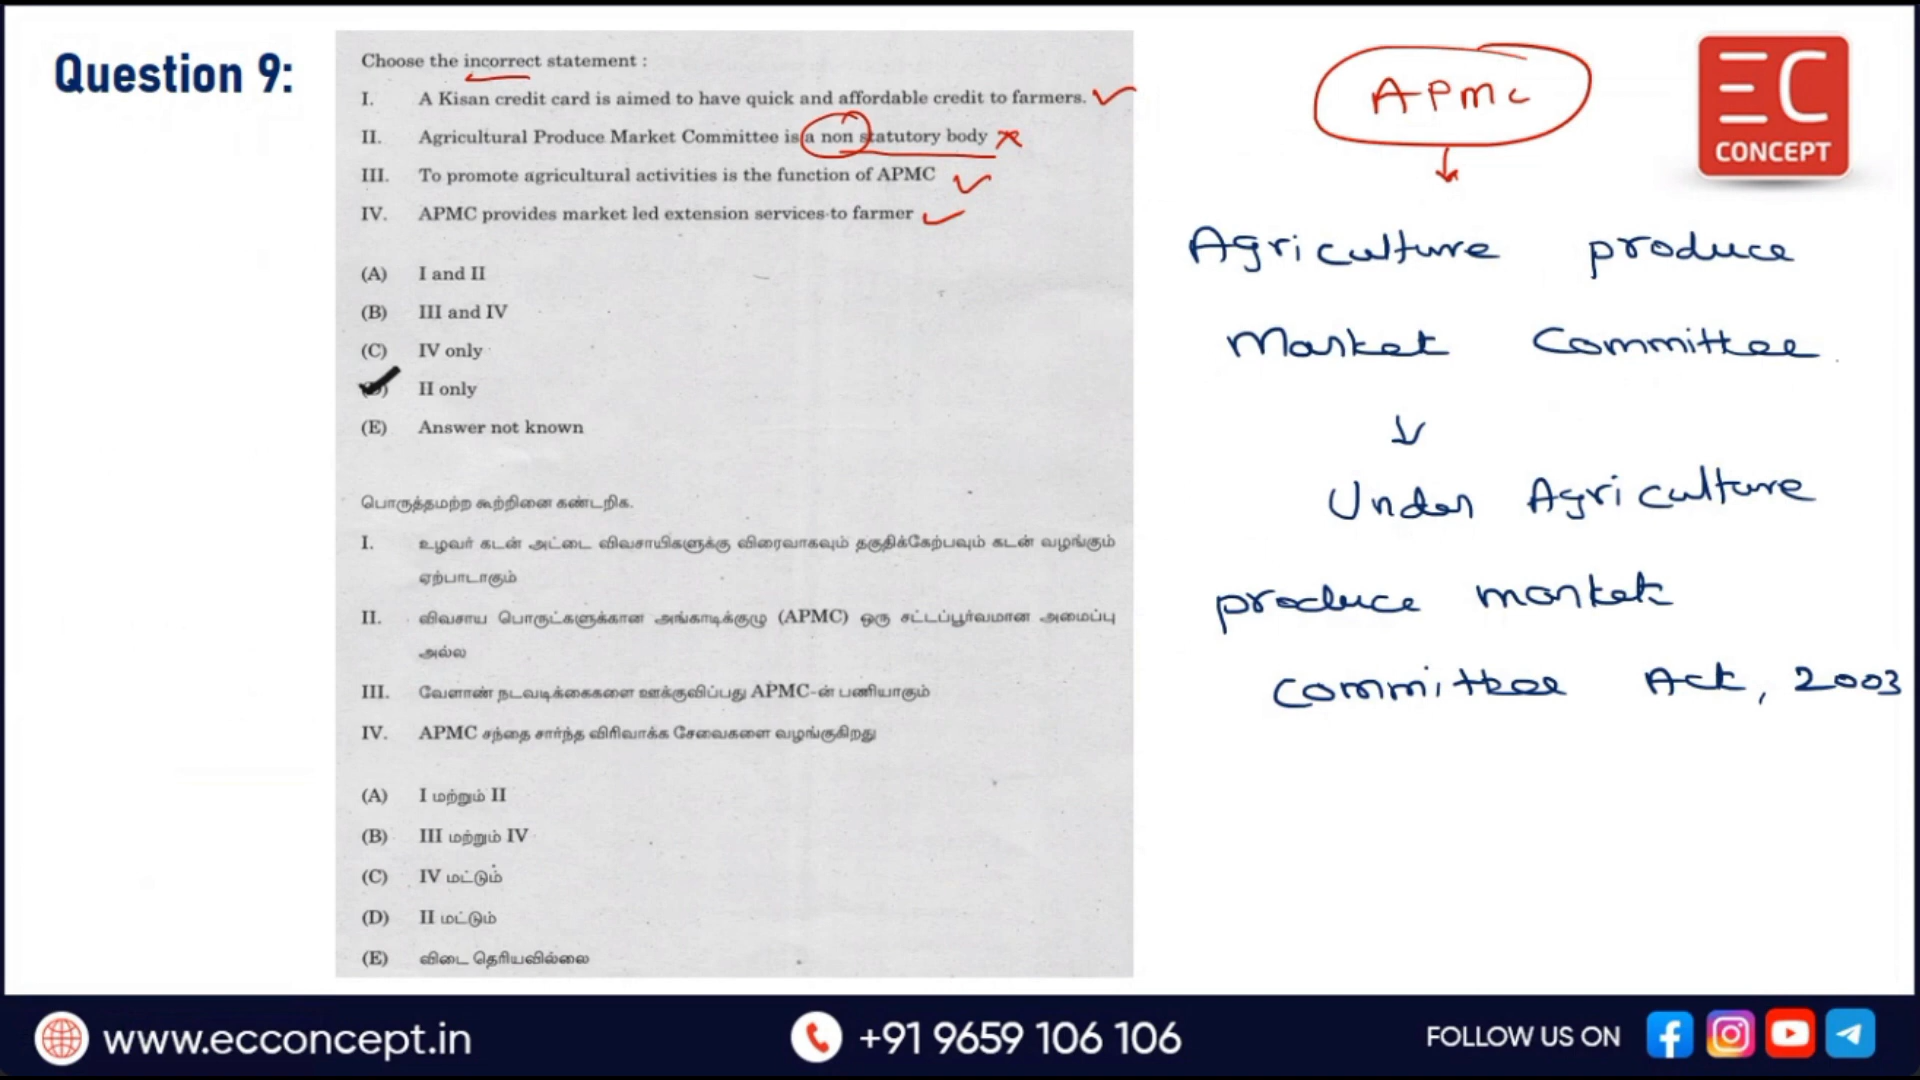 Question 9:
Choose the incorrect statement :
I. A Kisan credit card is aimed to have quick and affordable credit to farmers.
II. Agricultural Produce Market Committee is a non statutory body
III. To promote agricultural activities is the function of APMC
IV. APMC provides market led extension services to farmer
(A) I and II
(B) III and IV
(C) IV only
II only
(E) Answer not known
பொருத்தமற்ற கூற்றினை கண்டறிக.
I. உழவர் கடன் அட்டை விவசாயிகளுக்கு விரைவாகவும் தகுதிக்கேற்பவும் கடன் வழங்கும்
ஏற்பாடாகும்
II. விவசாய பொருட்களுக்கான அங்காடிக்குழு (APMC) ஒரு சட்டப்பூர்வமான அமைப்பு
அல்ல
III. வேளாண் நடவடிக்கைகளை ஊக்குவிப்பது APMC-ன் பணியாகும்
IV. APMC சந்தை சார்ந்த விரிவாக்க சேவைகளை வழங்குகிறது
(A) I மற்றும் II
(B) III மற்றும் IV
(C) IV மட்டும்
(D) II மட்டும்
(E) விடை தெரியவில்லை
APMC
Agriculture produce
Market Committee
Under Agriculture
produce market
committee Act, 2003
EC
CONCEPT
www.ecconcept.in
+91 9659 106 106
FOLLOW US ON